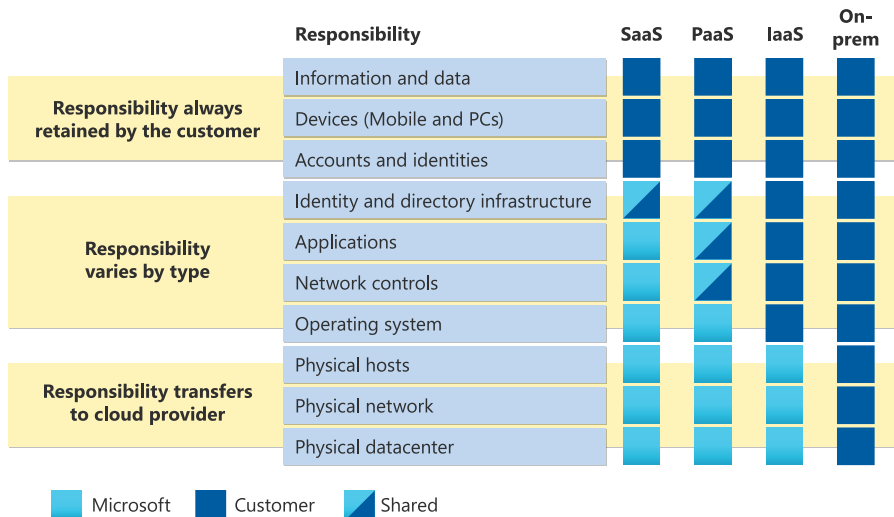 Responsibility
SaaS
PaaS
IaaS
On-
prem
Responsibility always
retained by the customer
Information and data
Devices (Mobile and PCs)
Accounts and identities
Responsibility
varies by type
Identity and directory infrastructure
Applications
Network controls
Operating system
Responsibility transfers
to cloud provider
Physical hosts
Physical network
Physical datacenter
Microsoft
Customer
Shared